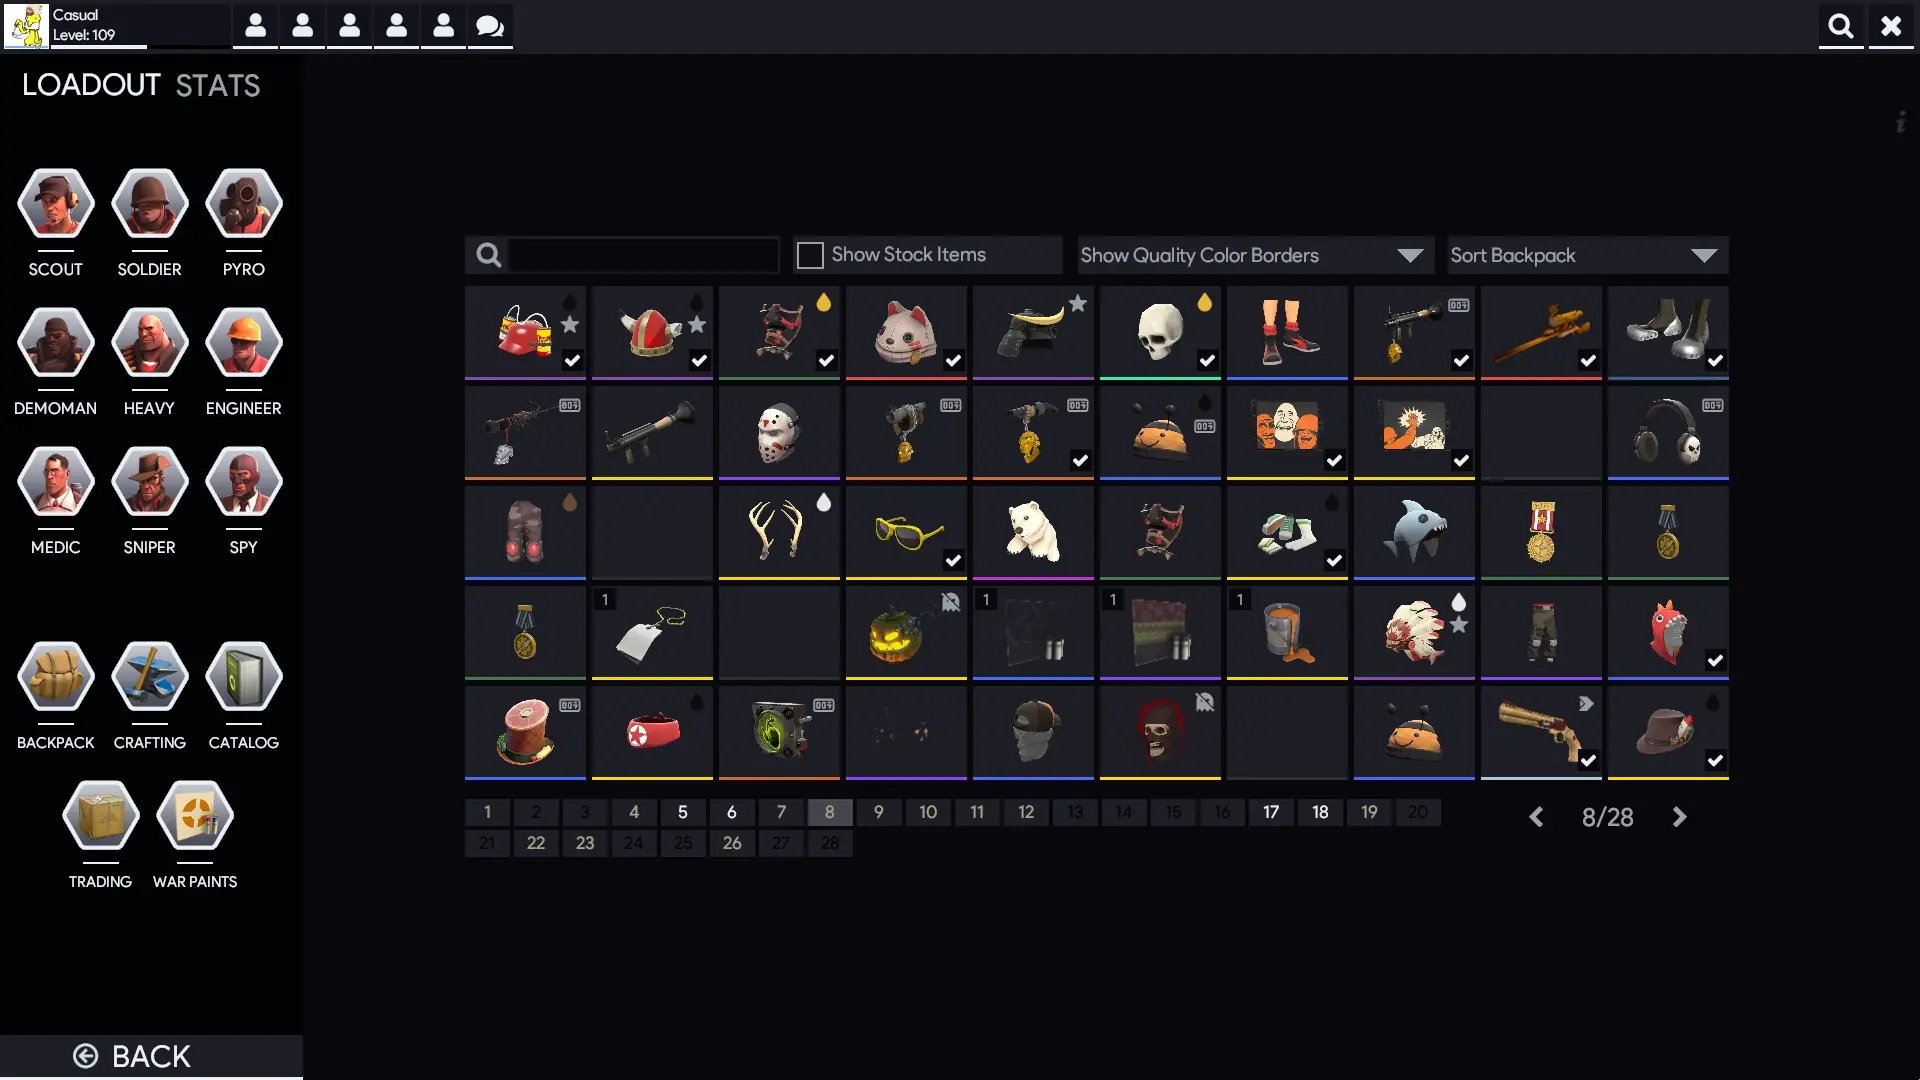 Casual
Level: 109
LOADOUT STATS
SCOUT SOLDIER PYRO
DEMOMAN HEAVY ENGINEER
MEDIC SNIPER SPY
BACKPACK CRAFTING CATALOG
TRADING WAR PAINTS
BACK
Show Stock Items
Show Quality Color Borders
Sort Backpack
1 1 1 1
1 2 3 4 5 6 7 8 9 10 11 12 13 14 15 16 17 18 19 20
21 22 23 24 25 26 27 28
8/28